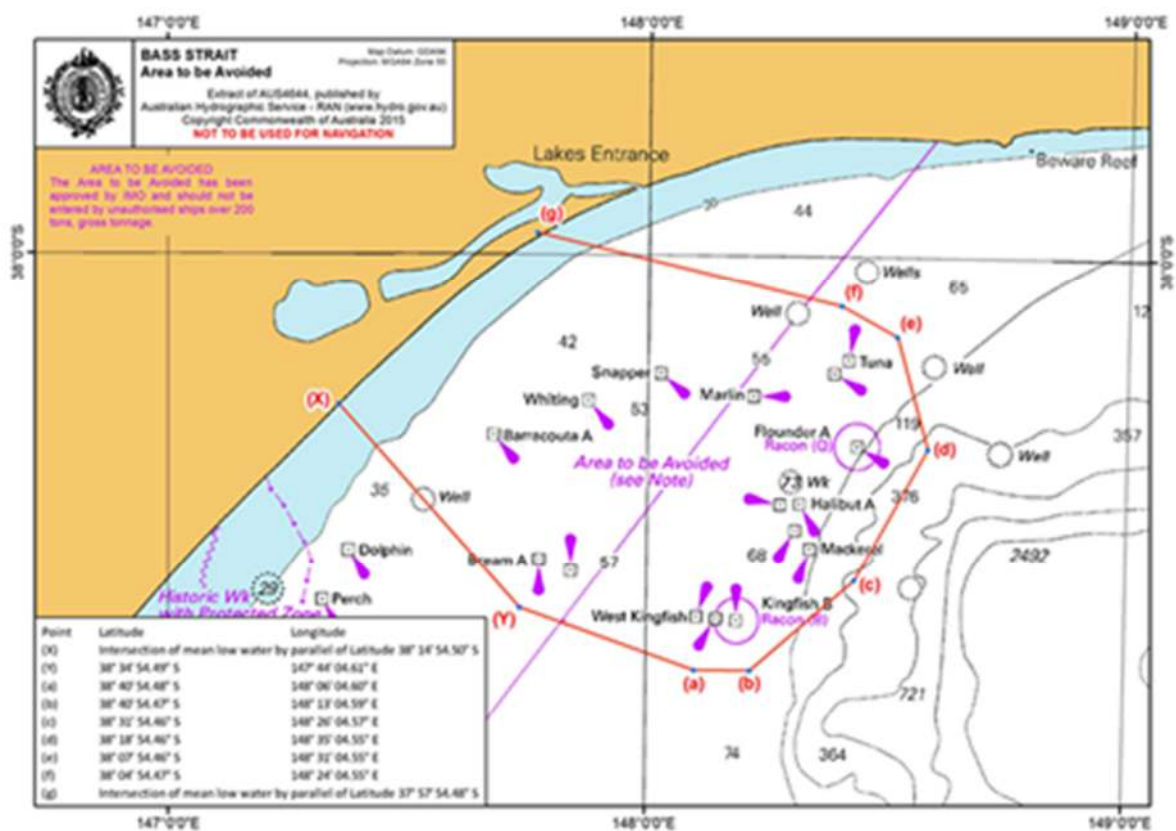 147°0'0"E
148°0'0"E
149°0'0"E
BASS STRAIT
Area to be Avoided
Map Datum: GDA94
Projection: MGA94 Zone 55
Extract of AUS4644, published by
Australian Hydrographic Service - RAN (www.hydro.gov.au)
Copyright Commonwealth of Australia 2015
NOT TO BE USED FOR NAVIGATION
AREA TO BE AVOIDED
The Area to be Avoided has been
approved by IMO and should not be
entered by unauthorised ships over 200
tons, gross tonnage.
Lakes Entrance
Beware Reef
(g)
44
38°0'0"S
38°0'0"S
Wells
65
(f)
12
Well
(e)
42
55
Tuna
Well
Snapper
Marlin
(X)
Whiting
53
119
Flounder A
Racon (Q)
357
Barracouta A
(d)
Well
Area to be Avoided
(see Note)
35
Well
73 Wk
376
Halibut A
Dolphin
Bream A
57
68
Mackerel
2492
29
(c)
Historic Wk
with Protected Zone
Perch
(Y)
West Kingfish
Kingfish B
Racon (B)
(a)
(b)
721
74
364
Point Latitude Longitude
(X) Intersection of mean low water by parallel of Latitude 38° 14' 54.50" S
(Y) 38° 34' 54.49" S 147° 44' 04.61" E
(a) 38° 40' 54.48" S 148° 06' 04.60" E
(b) 38° 40' 54.47" S 148° 13' 04.59" E
(c) 38° 31' 54.46" S 148° 26' 04.57" E
(d) 38° 18' 54.46" S 148° 35' 04.55" E
(e) 38° 07' 54.46" S 148° 31' 04.55" E
(f) 38° 04' 54.47" S 148° 24' 04.55" E
(g) Intersection of mean low water by parallel of Latitude 37° 57' 54.48" S
147°0'0"E
148°0'0"E
149°0'0"E